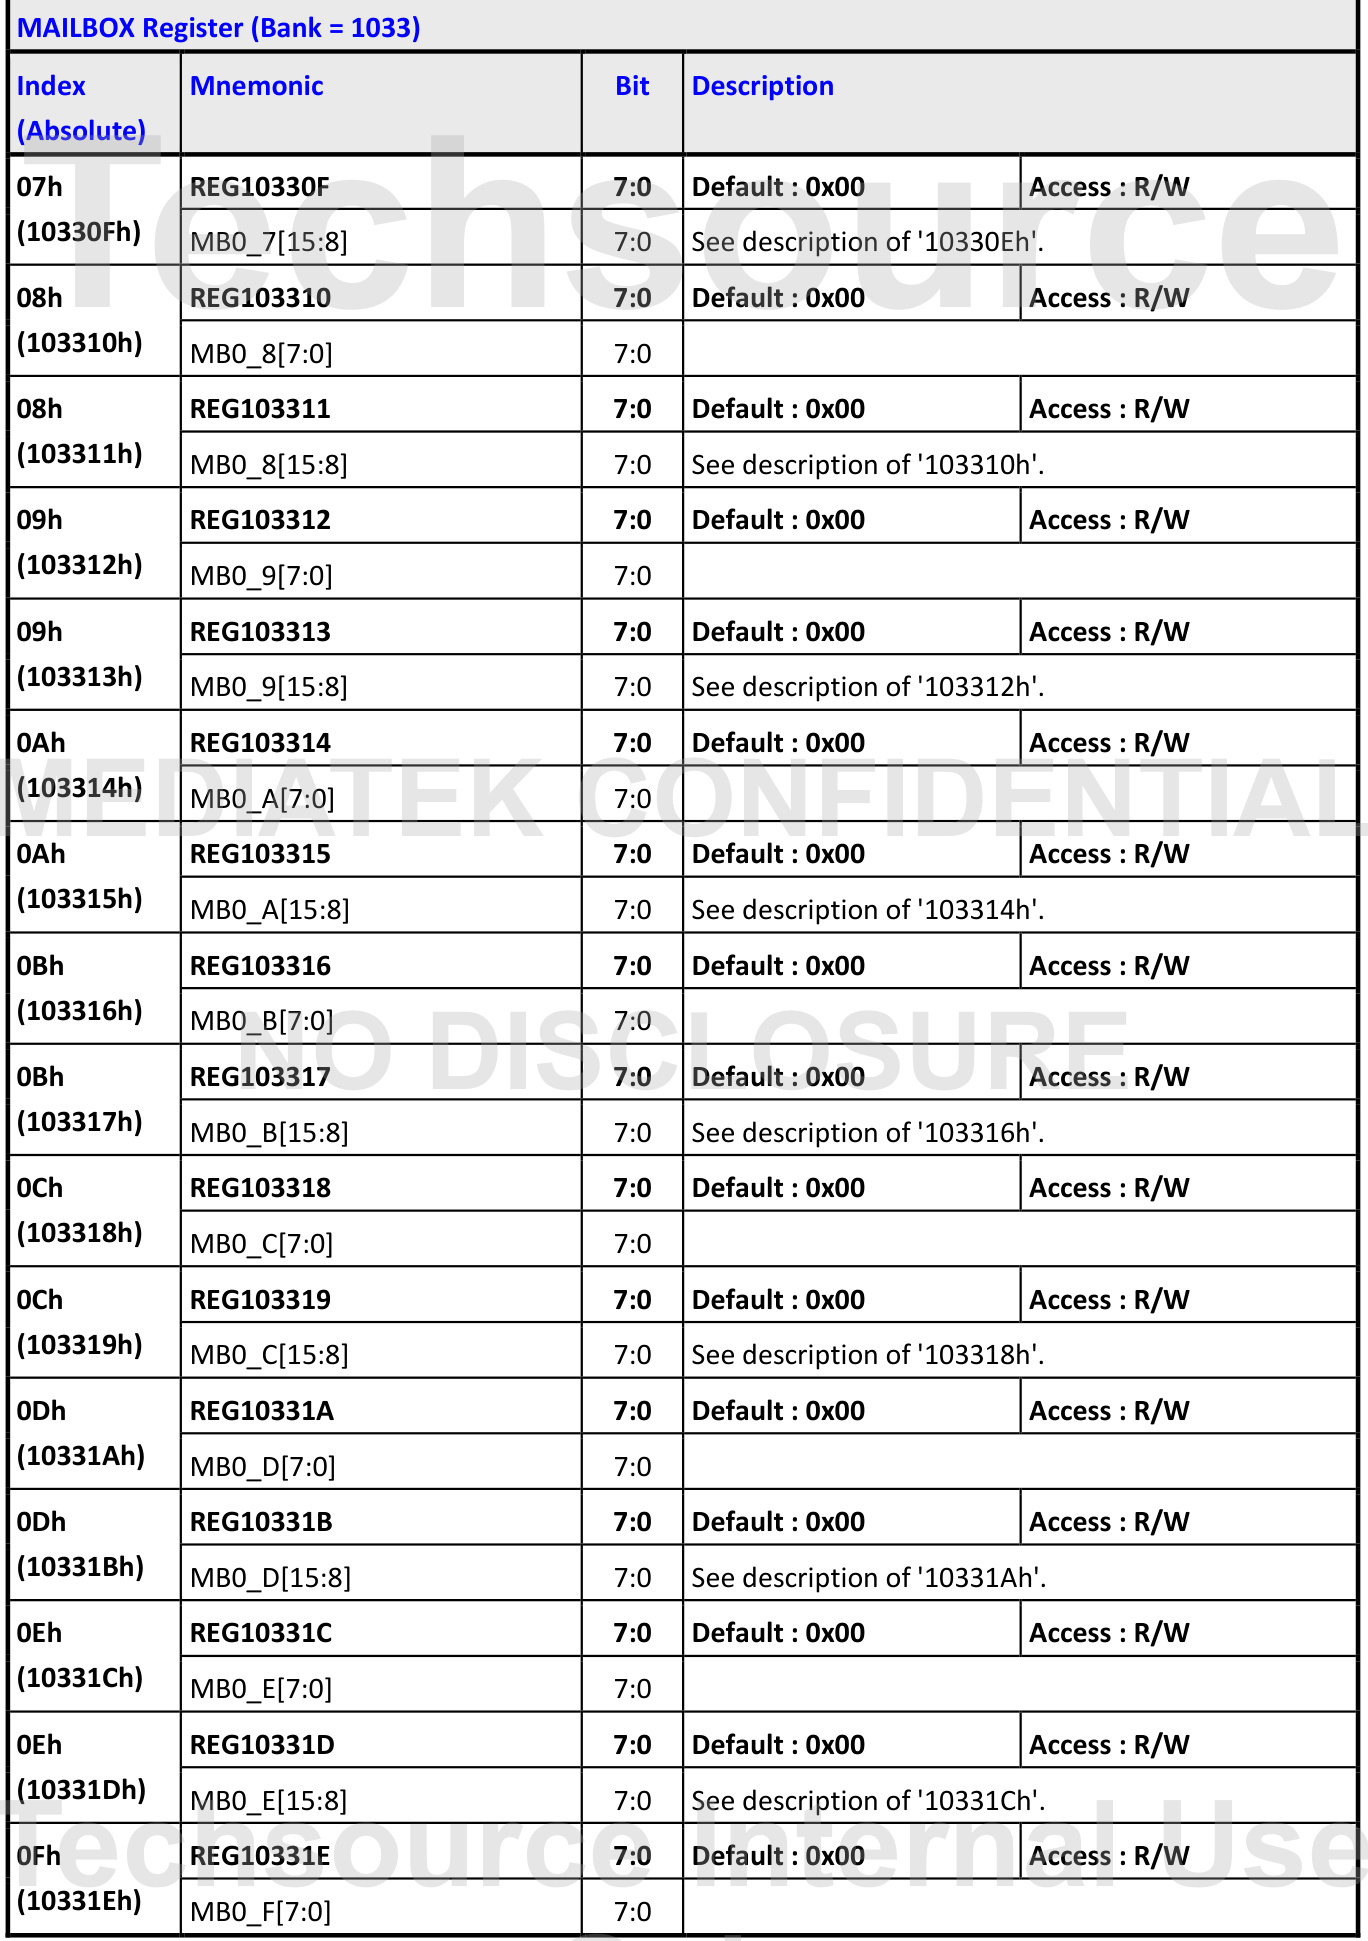 MAILBOX Register (Bank = 1033)
Index (Absolute) Mnemonic Bit Description
07h (10330Fh) REG10330F 7:0 Default : 0x00 Access : R/W
MB0_7[15:8] 7:0 See description of '10330Eh'.
08h (103310h) REG103310 7:0 Default : 0x00 Access : R/W
MB0_8[7:0] 7:0
08h (103311h) REG103311 7:0 Default : 0x00 Access : R/W
MB0_8[15:8] 7:0 See description of '103310h'.
09h (103312h) REG103312 7:0 Default : 0x00 Access : R/W
MB0_9[7:0] 7:0
09h (103313h) REG103313 7:0 Default : 0x00 Access : R/W
MB0_9[15:8] 7:0 See description of '103312h'.
0Ah (103314h) REG103314 7:0 Default : 0x00 Access : R/W
MB0_A[7:0] 7:0
0Ah (103315h) REG103315 7:0 Default : 0x00 Access : R/W
MB0_A[15:8] 7:0 See description of '103314h'.
0Bh (103316h) REG103316 7:0 Default : 0x00 Access : R/W
MB0_B[7:0] 7:0
0Bh (103317h) REG103317 7:0 Default : 0x00 Access : R/W
MB0_B[15:8] 7:0 See description of '103316h'.
0Ch (103318h) REG103318 7:0 Default : 0x00 Access : R/W
MB0_C[7:0] 7:0
0Ch (103319h) REG103319 7:0 Default : 0x00 Access : R/W
MB0_C[15:8] 7:0 See description of '103318h'.
0Dh (10331Ah) REG10331A 7:0 Default : 0x00 Access : R/W
MB0_D[7:0] 7:0
0Dh (10331Bh) REG10331B 7:0 Default : 0x00 Access : R/W
MB0_D[15:8] 7:0 See description of '10331Ah'.
0Eh (10331Ch) REG10331C 7:0 Default : 0x00 Access : R/W
MB0_E[7:0] 7:0
0Eh (10331Dh) REG10331D 7:0 Default : 0x00 Access : R/W
MB0_E[15:8] 7:0 See description of '10331Ch'.
0Fh (10331Eh) REG10331E 7:0 Default : 0x00 Access : R/W
MB0_F[7:0] 7:0
Techsource
MEDIATEK CONFIDENTIAL
NO DISCLOSURE
Techsource Internal Use